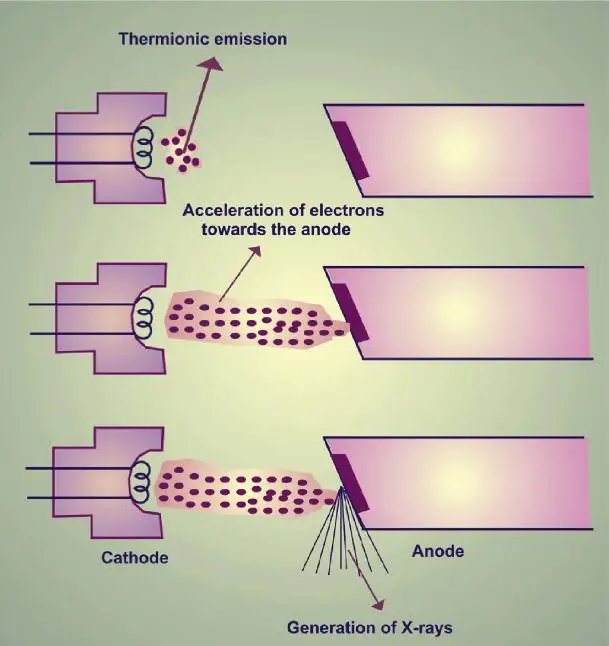 Thermionic emission
Acceleration of electrons
towards the anode
Cathode
Anode
Generation of X-rays